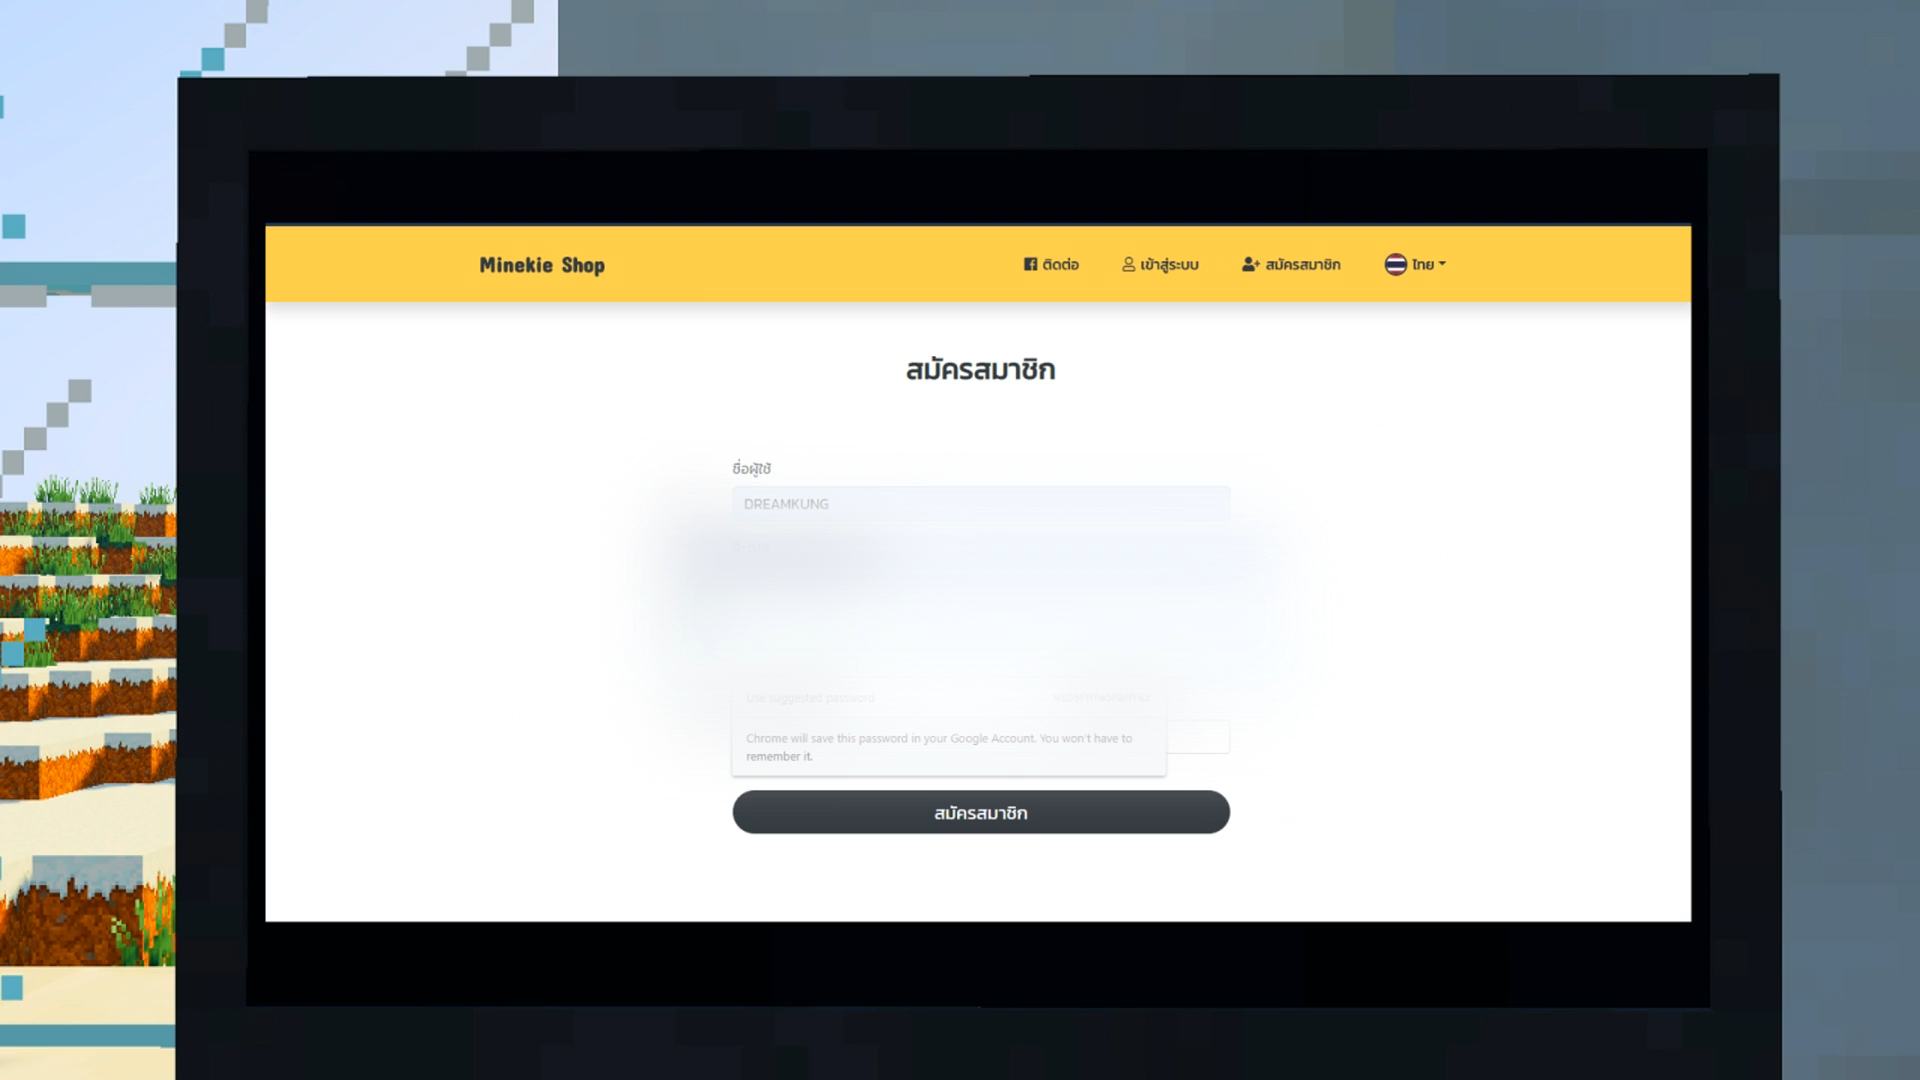 Minekie Shop
ติดต่อ
เข้าสู่ระบบ
สมัครสมาชิก
ไทย
สมัครสมาชิก
ชื่อผู้ใช้
DREAMKUNG
Use suggested password
Chrome will save this password in your Google Account. You won't have to
remember it.
สมัครสมาชิก